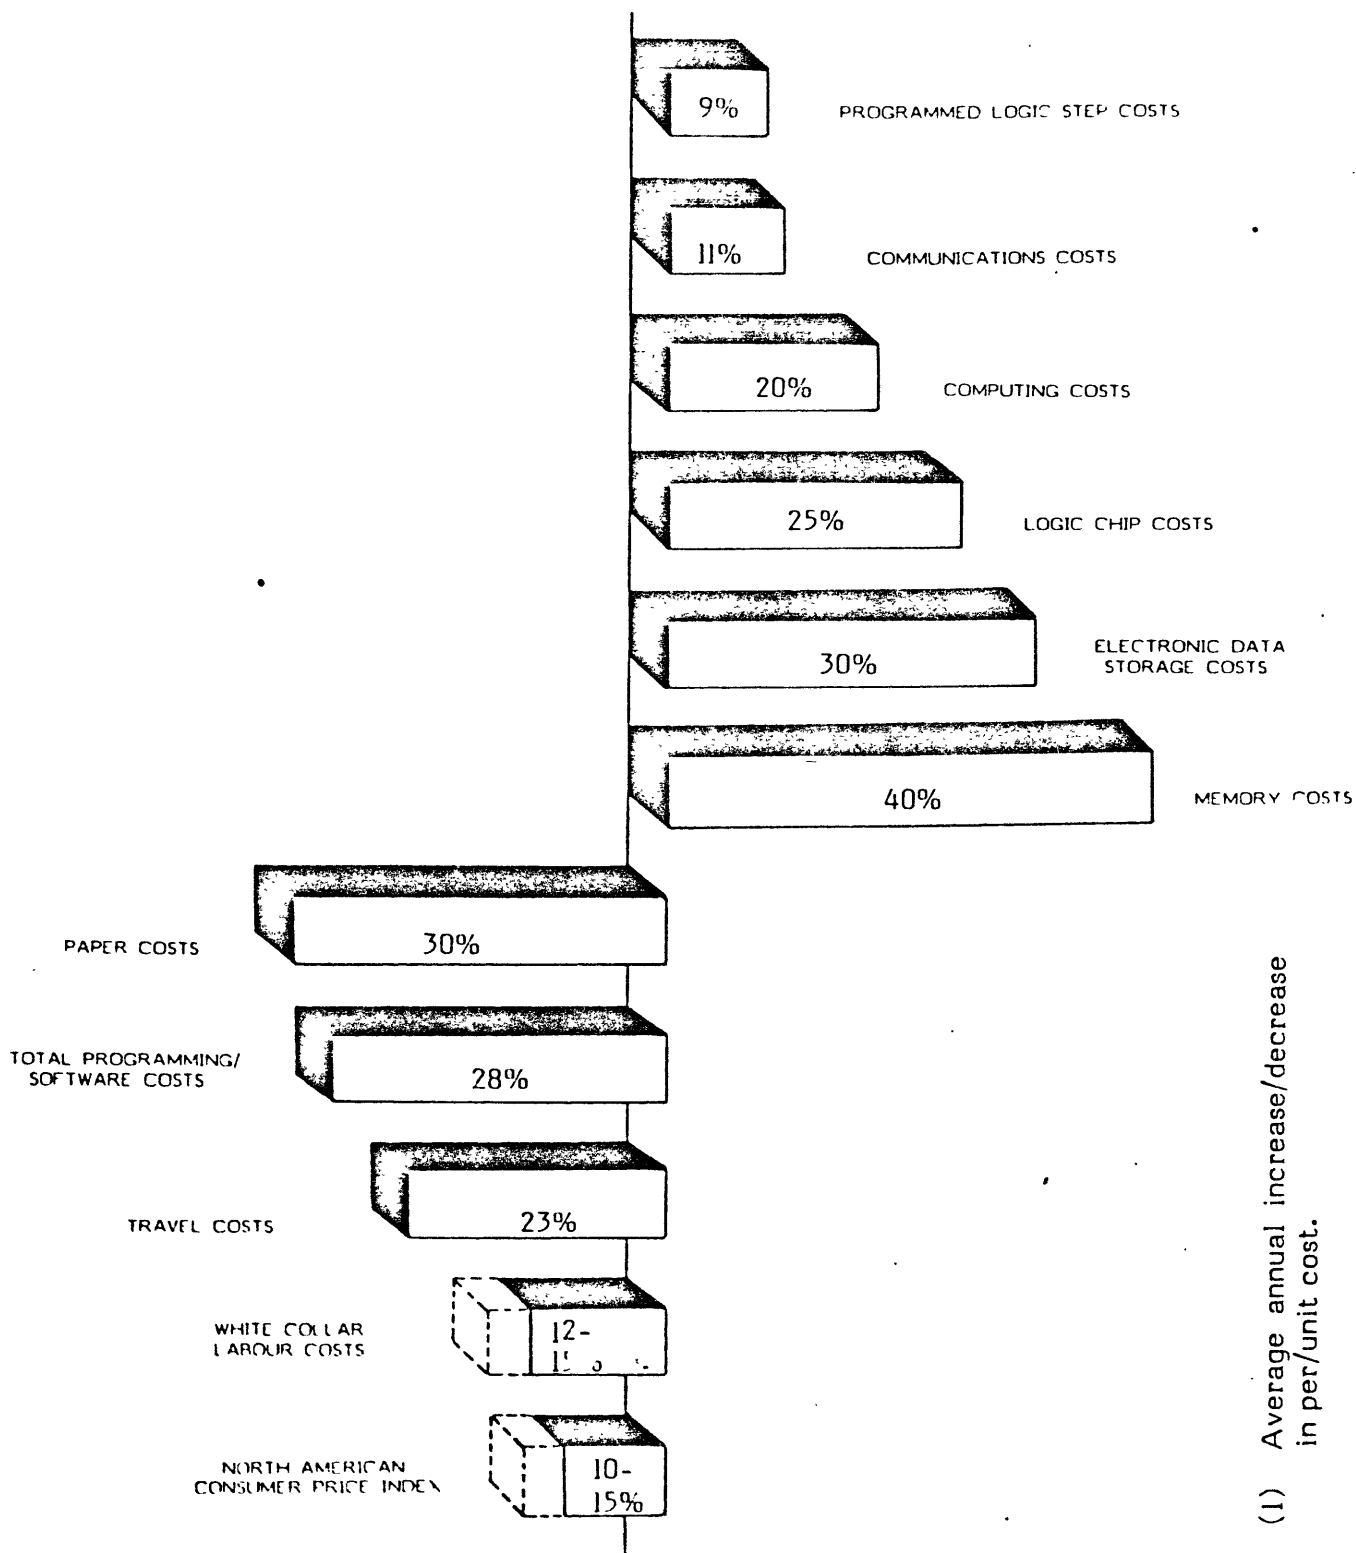 9%
PROGRAMMED LOGIC STEP COSTS
11%
COMMUNICATIONS COSTS
20%
COMPUTING COSTS
25%
LOGIC CHIP COSTS
30%
ELECTRONIC DATA
STORAGE COSTS
40%
MEMORY COSTS
PAPER COSTS
30%
TOTAL PROGRAMMING/
SOFTWARE COSTS
28%
TRAVEL COSTS
23%
WHITE COLLAR
LABOUR COSTS
12-
NORTH AMERICAN
CONSUMER PRICE INDEX
10-
15%
(1) Average annual increase/decrease
in per/unit cost.